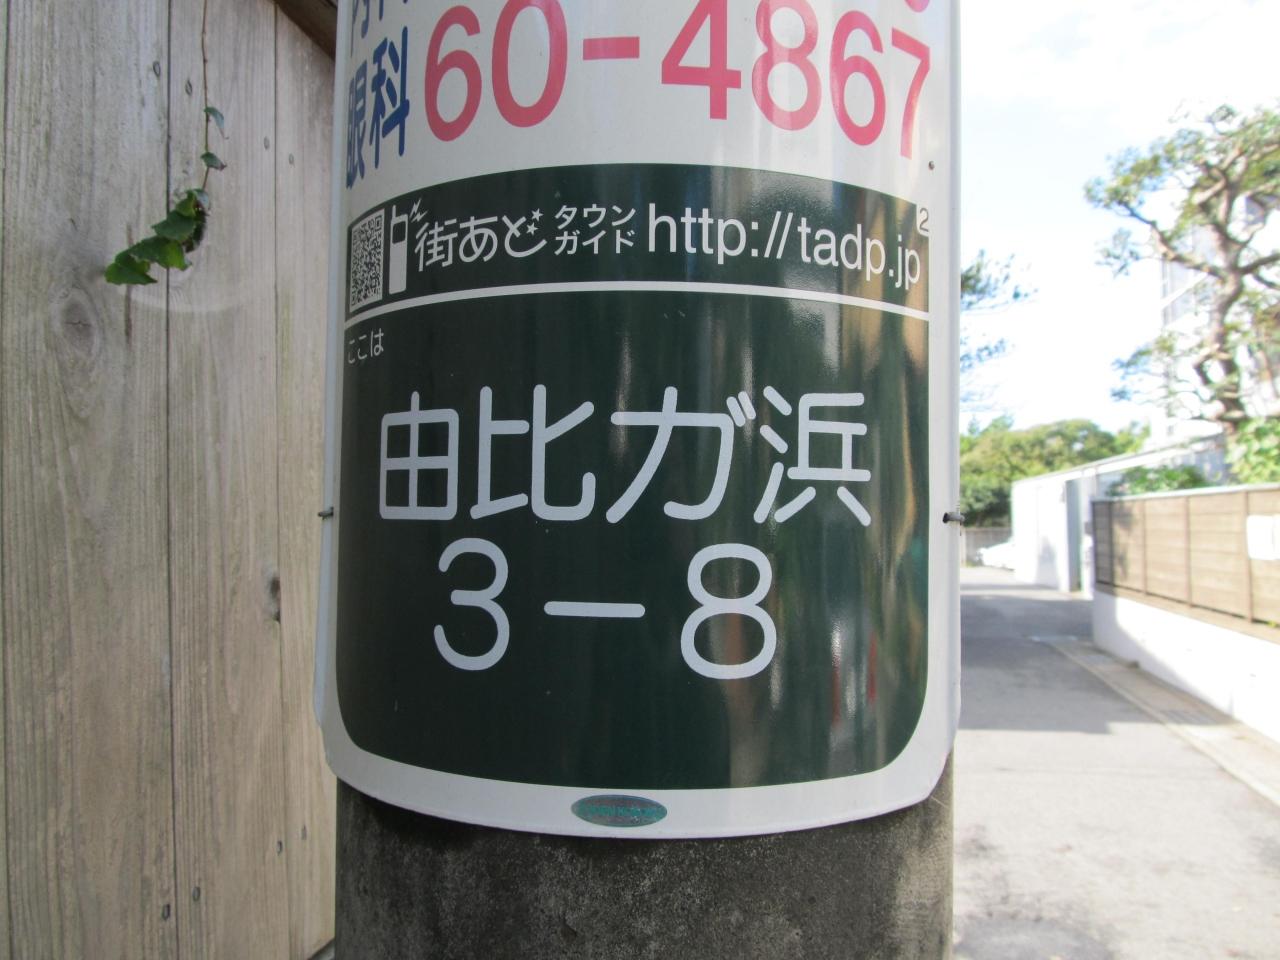 眼科 60-4867
街あど タウンガイド http://tadp.jp
2
ここは
由比ガ浜
3-8